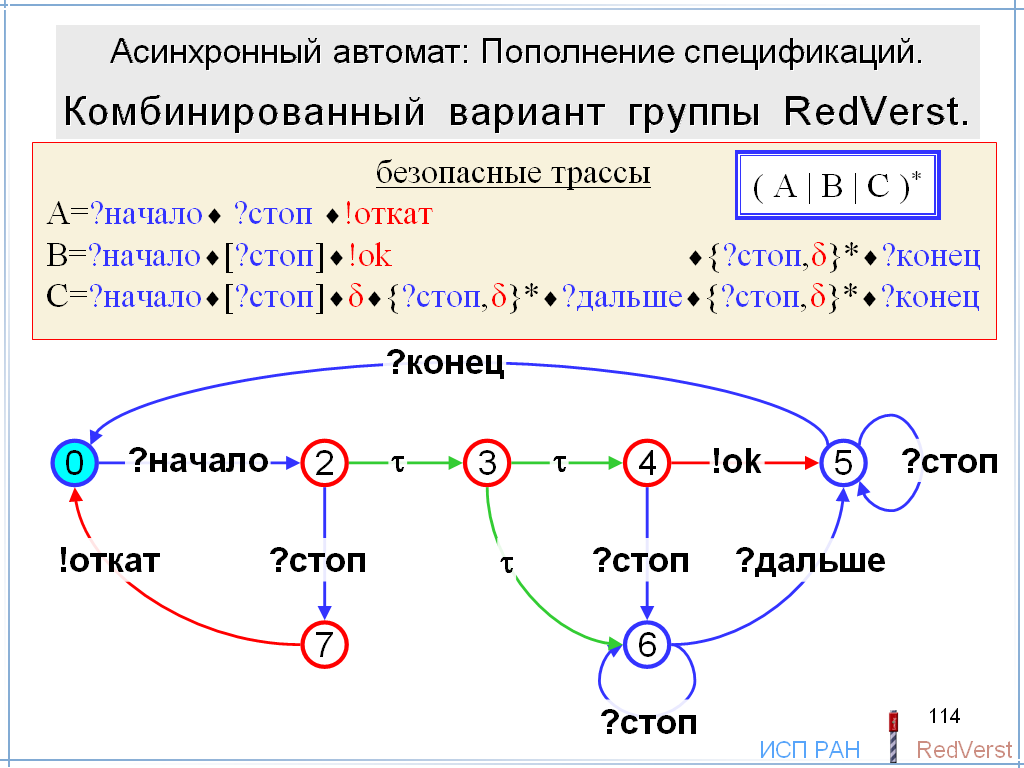 Асинхронный автомат: Пополнение спецификаций.
Комбинированный вариант группы RedVerst.
безопасные трассы
( A | B | C )*
A=?начало♦ ?стоп ♦!откат
B=?начало♦[?стоп]♦!ok ♦{?стоп,δ}*♦?конец
C=?начало♦[?стоп]♦δ♦{?стоп,δ}*♦?дальше♦{?стоп,δ}*♦?конец
?конец
0 ?начало 2 τ 3 τ 4 !ok 5 ?стоп
!откат ?стоп τ ?стоп ?дальше
7 6
?стоп
114
ИСП РАН RedVerst